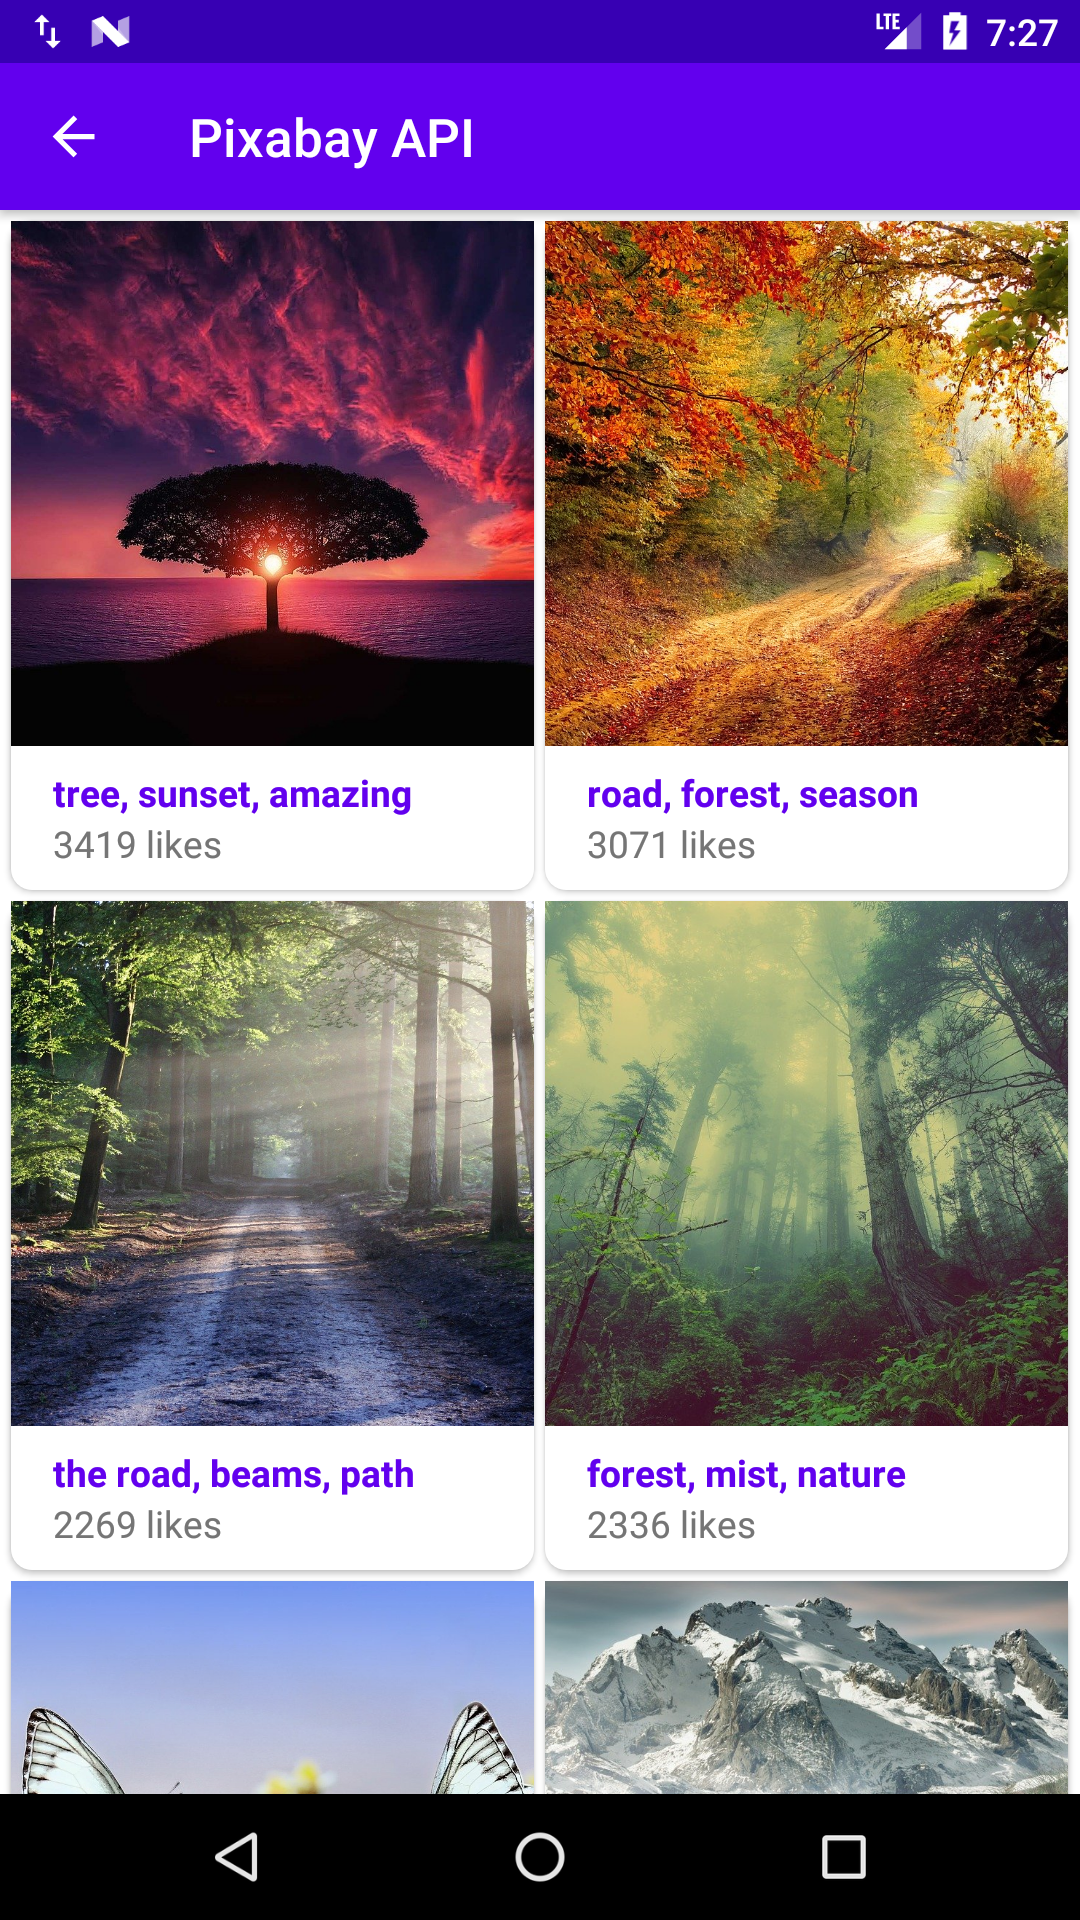 LTE 7:27
Pixabay API
tree, sunset, amazing
3419 likes
road, forest, season
3071 likes
the road, beams, path
2269 likes
forest, mist, nature
2336 likes